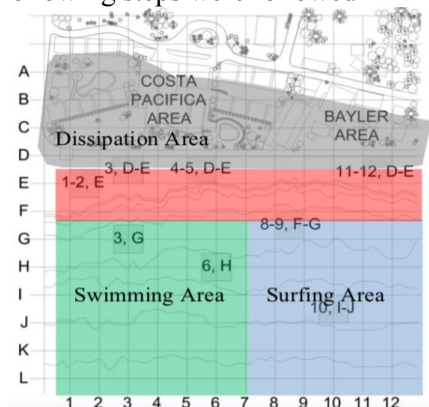 ollowing steps were followed
A
COSTA
PACIFICA
AREA
B
BAYLER
AREA
C
Dissipation Area
D
3, D-E
4-5, D-E
11-12, D-E
E
1-2, E
F
8-9, F-G
G
3, G
H
6, H
I
Swimming Area
Surfing Area
10, I-J
J
K
L
1 2 3 4 5 6 7 8 9 10 11 12